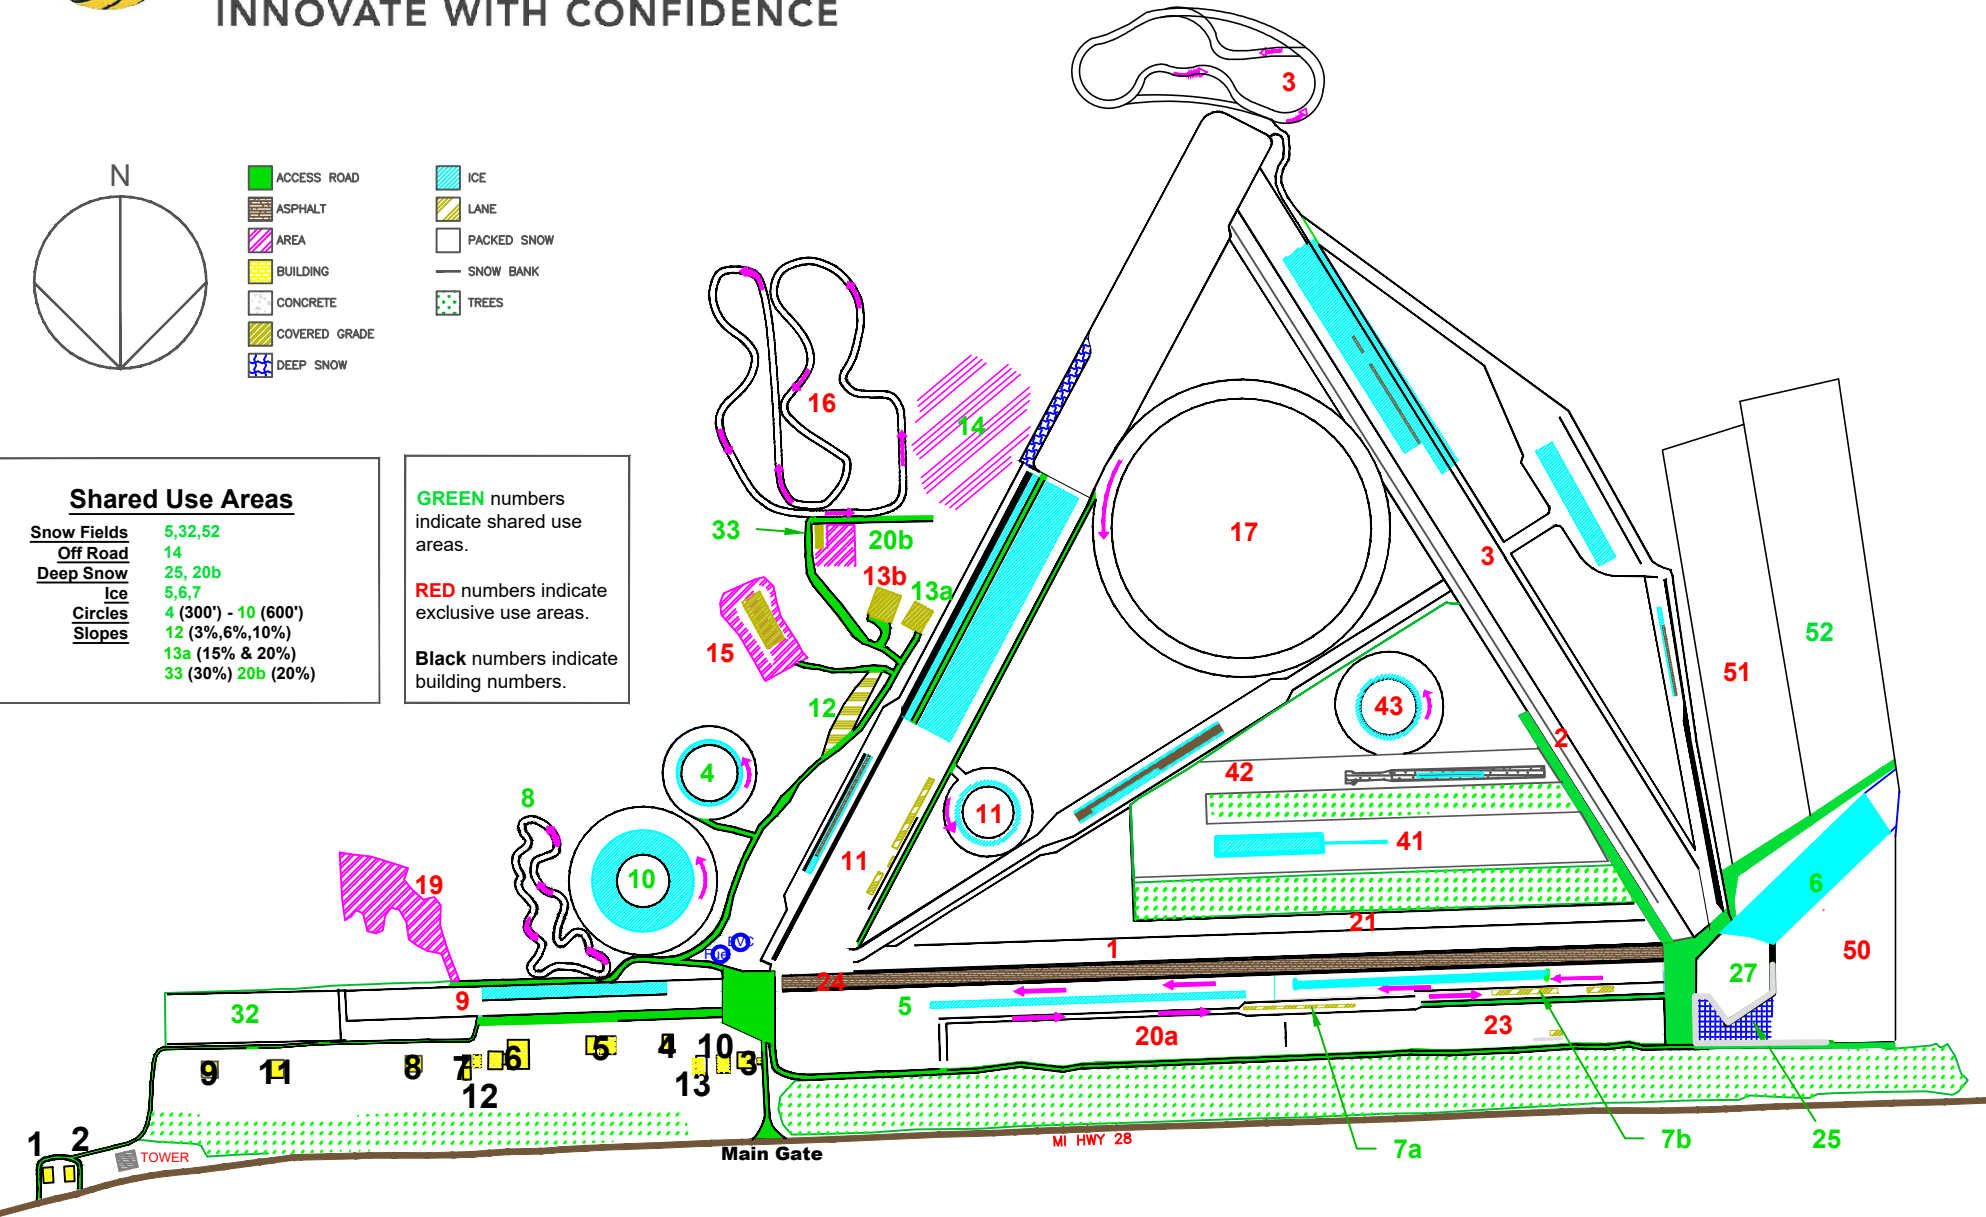 INNOVATE WITH CONFIDENCE
N
ACCESS ROAD
ASPHALT
AREA
BUILDING
CONCRETE
COVERED GRADE
DEEP SNOW
ICE
LANE
PACKED SNOW
SNOW BANK
TREES
Shared Use Areas
Snow Fields 5,32,52
Off Road 14
Deep Snow 25, 20b
Ice 5,6,7
Circles 4 (300') - 10 (600')
Slopes 12 (3%,6%,10%)
13a (15% & 20%)
33 (30%) 20b (20%)
GREEN numbers
indicate shared use
areas.
RED numbers indicate
exclusive use areas.
Black numbers indicate
building numbers.
3
16
14
33
20b
13b
13a
15
12
17
3
52
51
43
2
42
41
4
8
10
11
11
19
6
21
1
50
EVC
Fuel
24
27
9
32
5
20a
23
9
11
8
7
6
5
4
10
3
12
13
1
2
TOWER
Main Gate
MI HWY 28
7a
7b
25